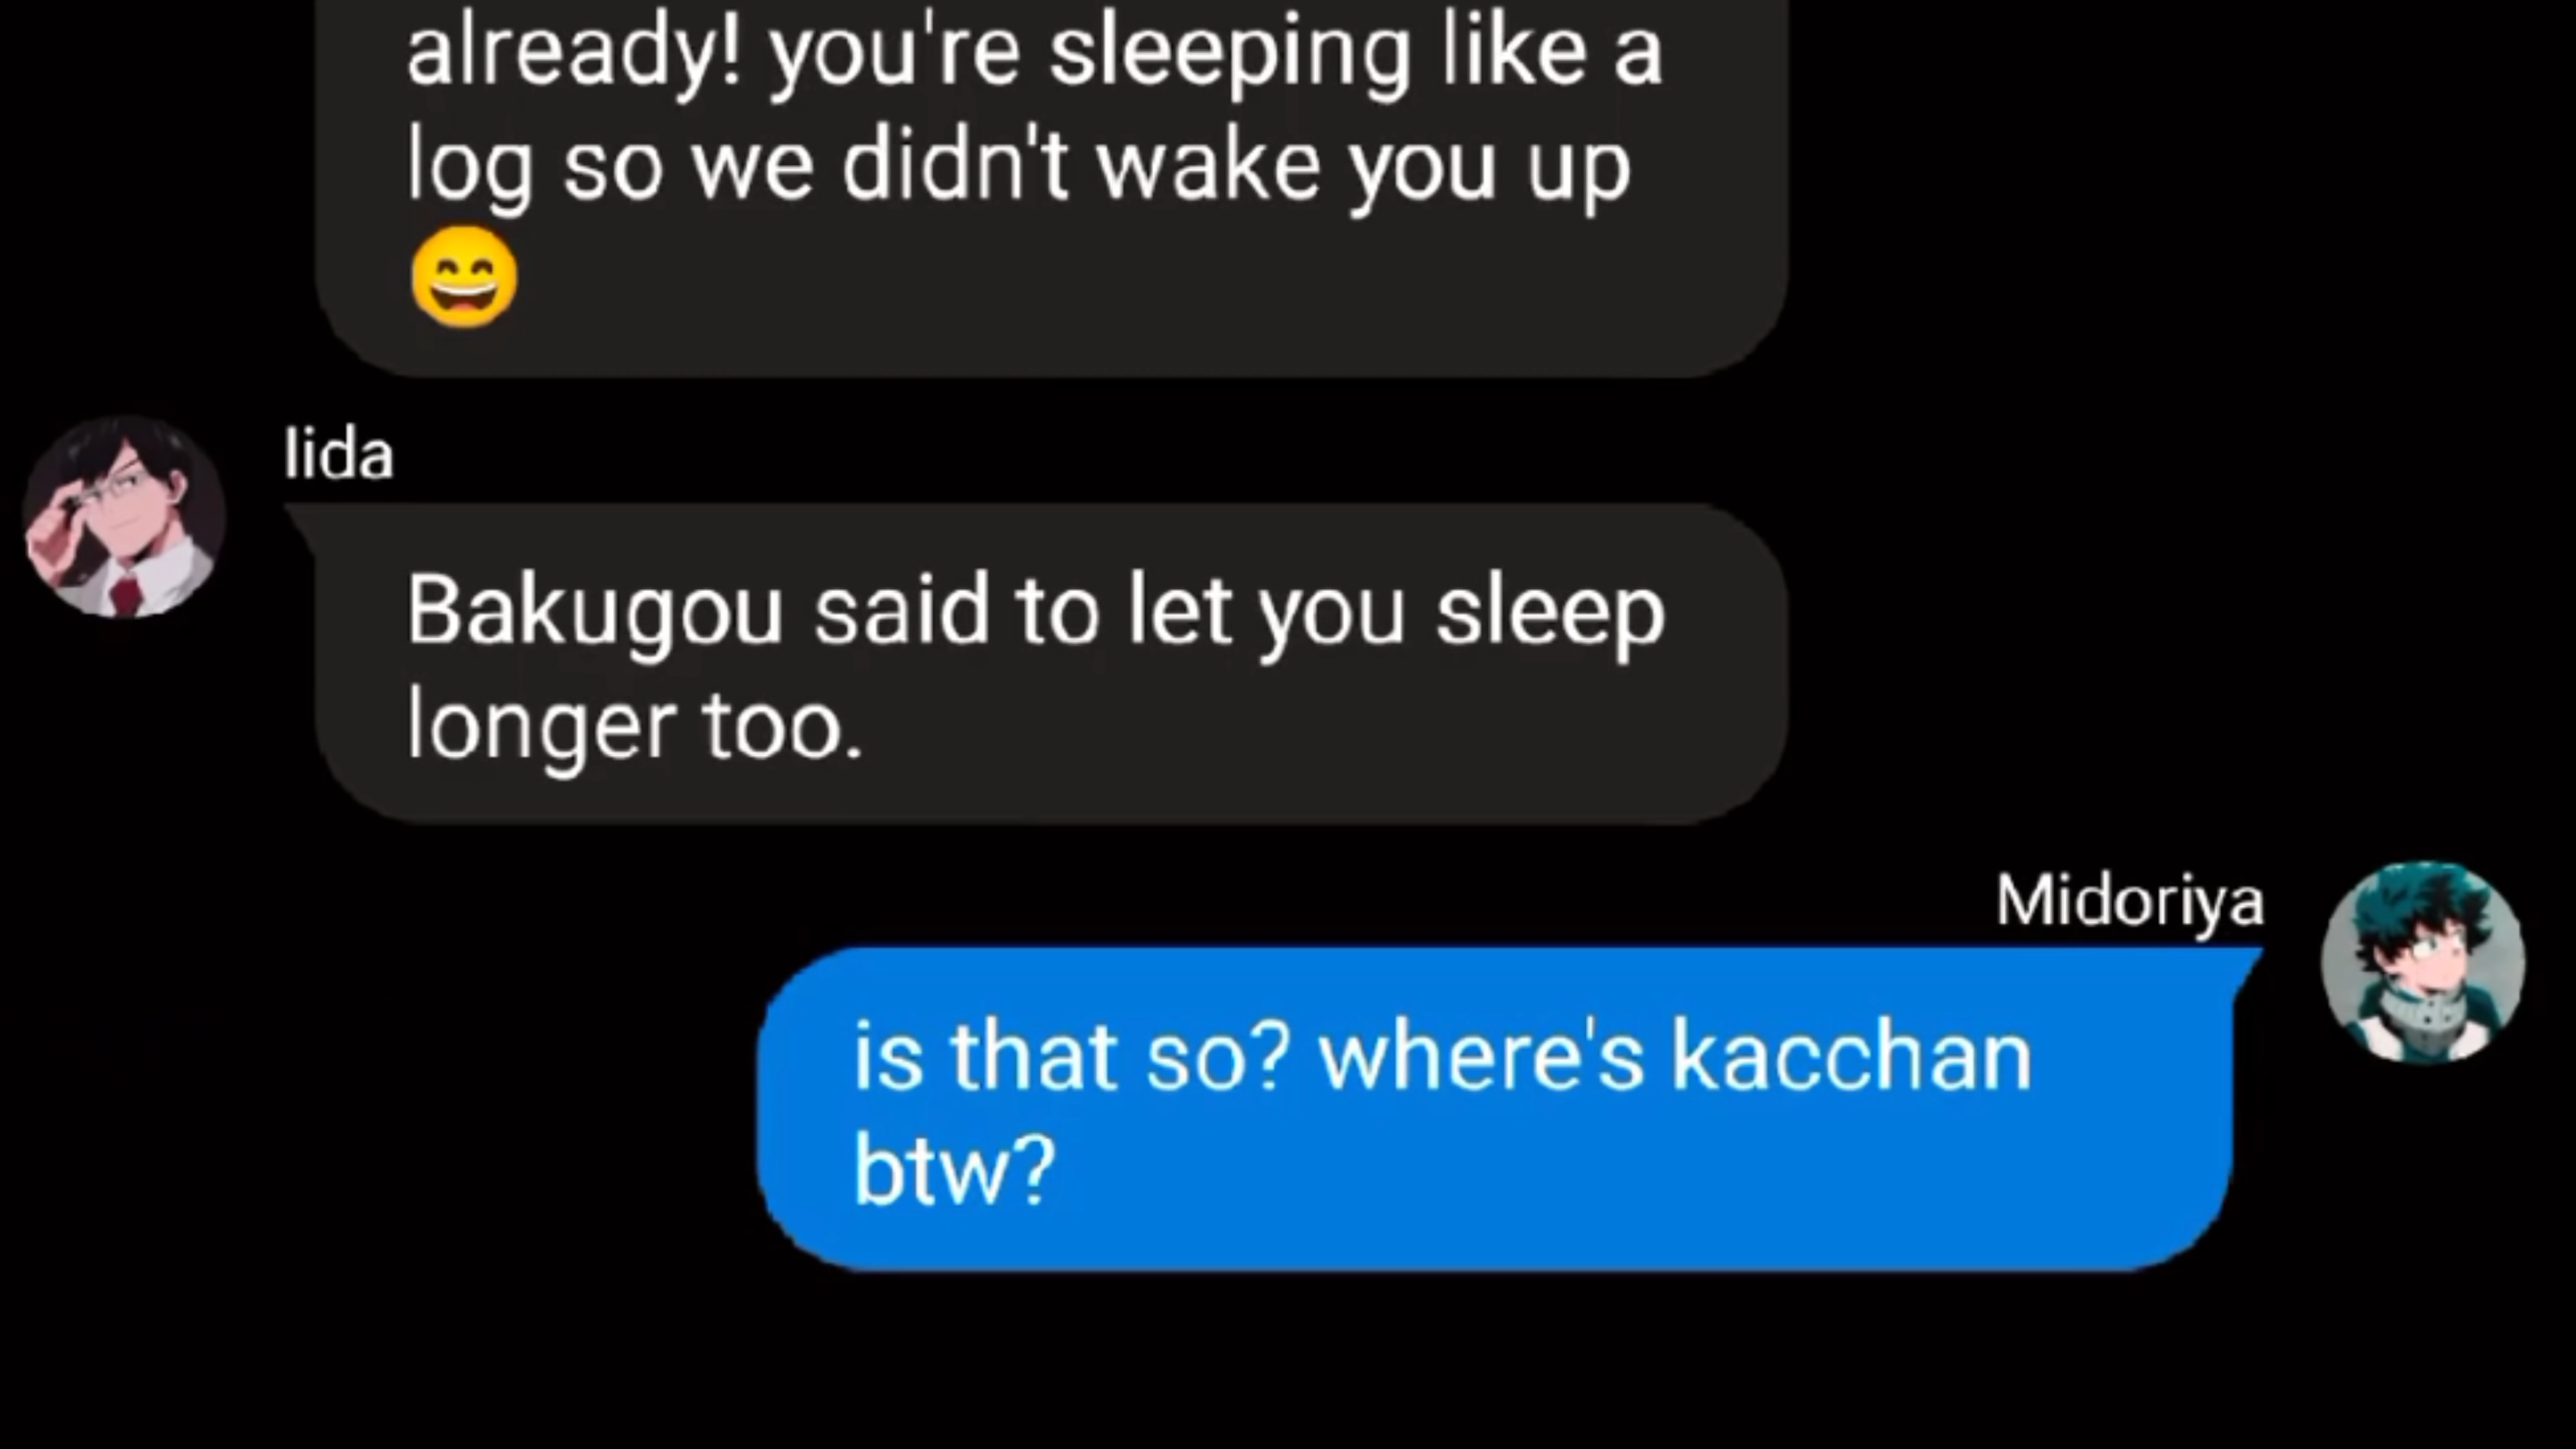 already! you're sleeping like a
log so we didn't wake you up
😄
Iida
Bakugou said to let you sleep
longer too.
Midoriya
is that so? where's kacchan
btw?